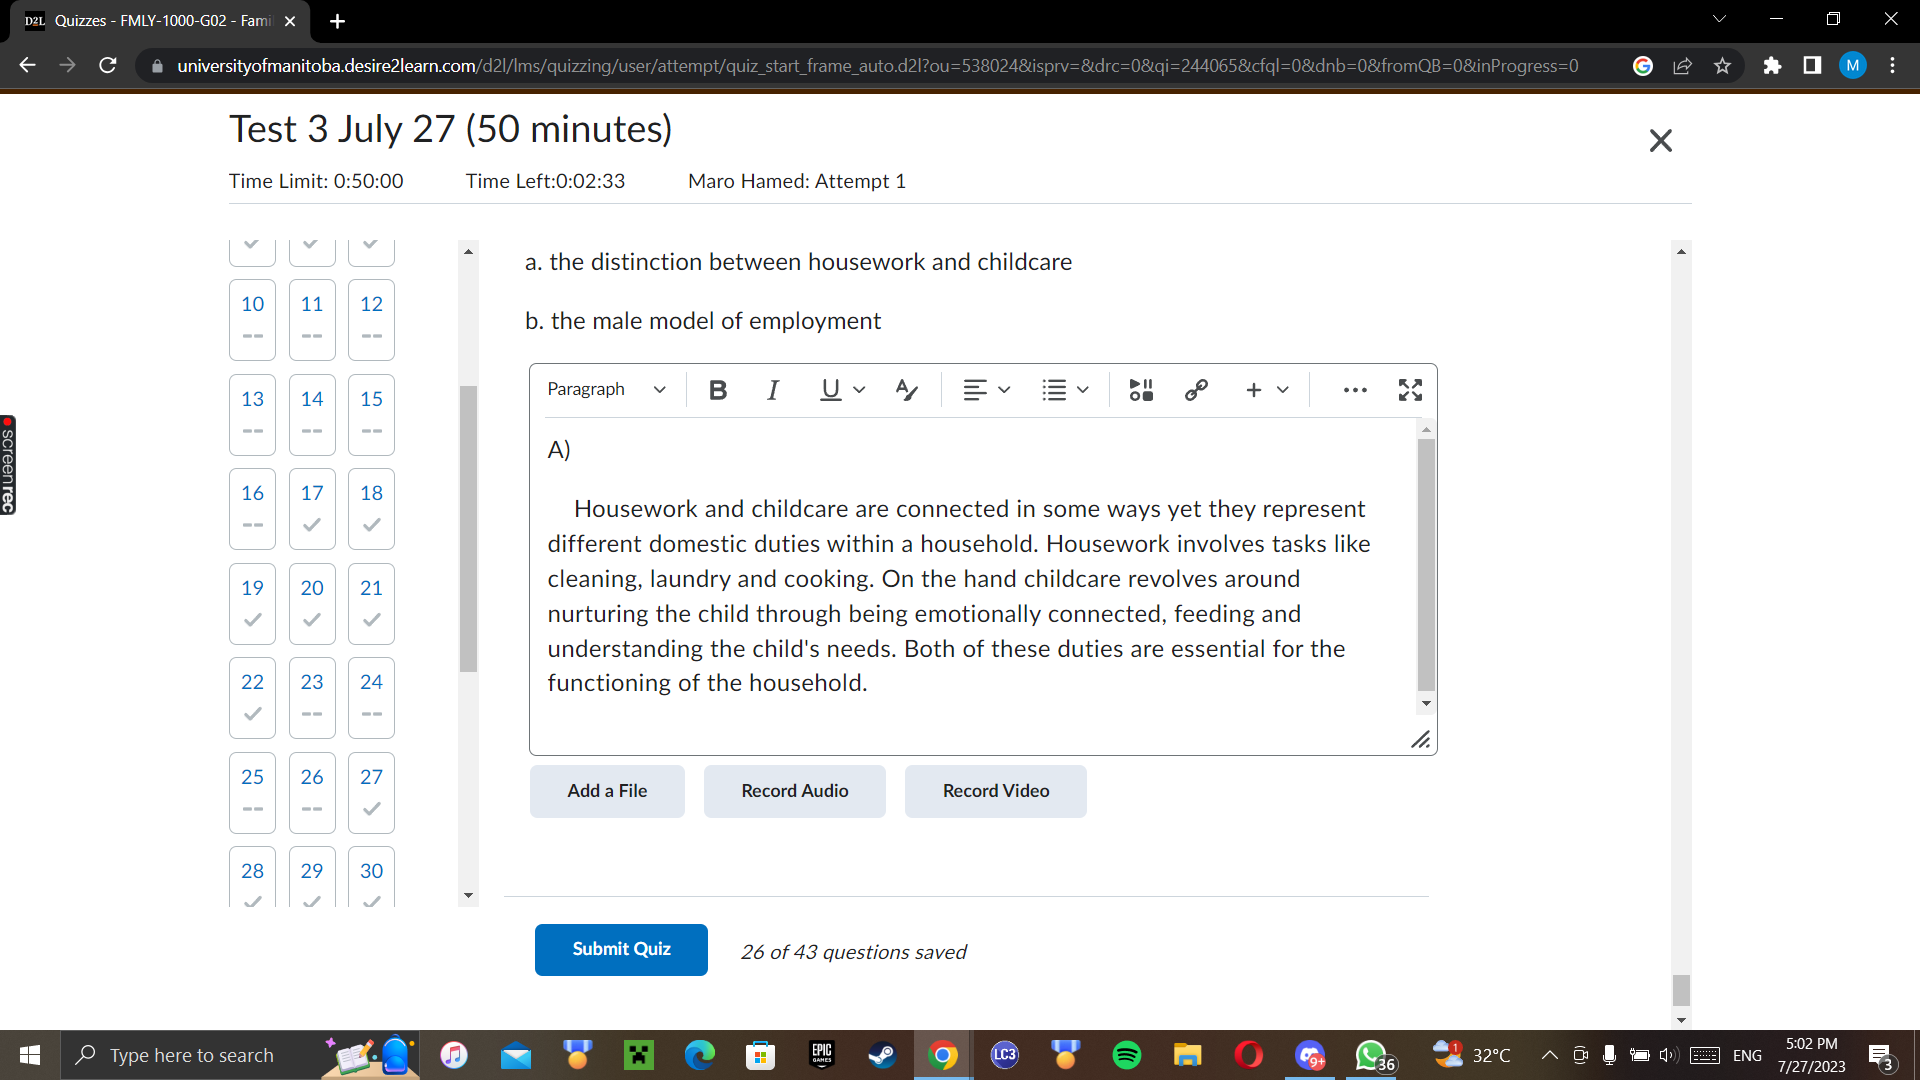 D2L Quizzes - FMLY-1000-G02 - Fami
universityofmanitoba.desire2learn.com/d2l/lms/quizzing/user/attempt/quiz_start_frame_auto.d2l?ou=538024&isprv=&drc=0&qi=244065&cfql=0&dnb=0&fromQB=0&inProgress=0
M
Test 3 July 27 (50 minutes)
Time Limit: 0:50:00 Time Left:0:02:33 Maro Hamed: Attempt 1
10 11 12
-- -- --
13 14 15
-- -- --
16 17 18
--
19 20 21
22 23 24
-- --
25 26 27
-- --
28 29 30
a. the distinction between housework and childcare
b. the male model of employment
Paragraph B I U
A)
Housework and childcare are connected in some ways yet they represent
different domestic duties within a household. Housework involves tasks like
cleaning, laundry and cooking. On the hand childcare revolves around
nurturing the child through being emotionally connected, feeding and
understanding the child's needs. Both of these duties are essential for the
functioning of the household.
Add a File Record Audio Record Video
Submit Quiz 26 of 43 questions saved
screenrec
Type here to search
EPIC GAMES
LC3
9+
36
1
32°C
ENG
5:02 PM
7/27/2023
3